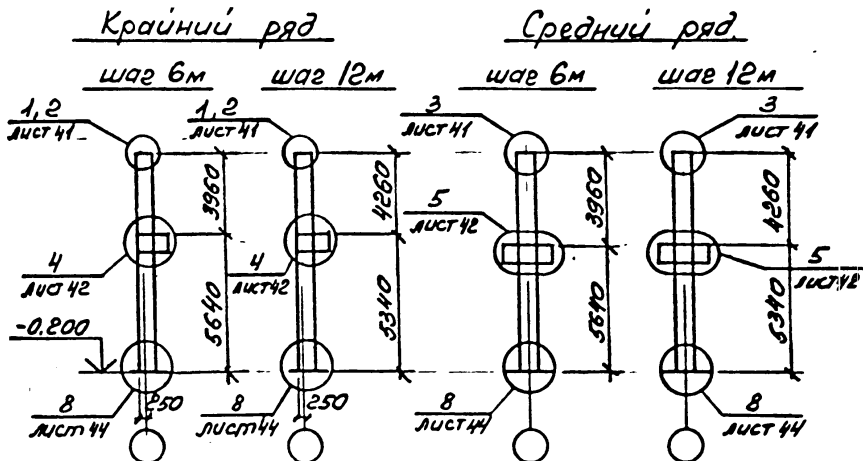 Крайний ряд. Средний ряд.
шаг 6м шаг 12м шаг 6м шаг 12м
1,2 1,2 3 3
лист 41 лист 41 лист 41 лист 41
3960 4260 3960 4260
5 лист 42
4 лист 42 4 лист 42 5 лист 42
5640 5340 5640 5340
-0.200
8 250 8 250 8 8
лист 44 лист 44 лист 44 лист 44